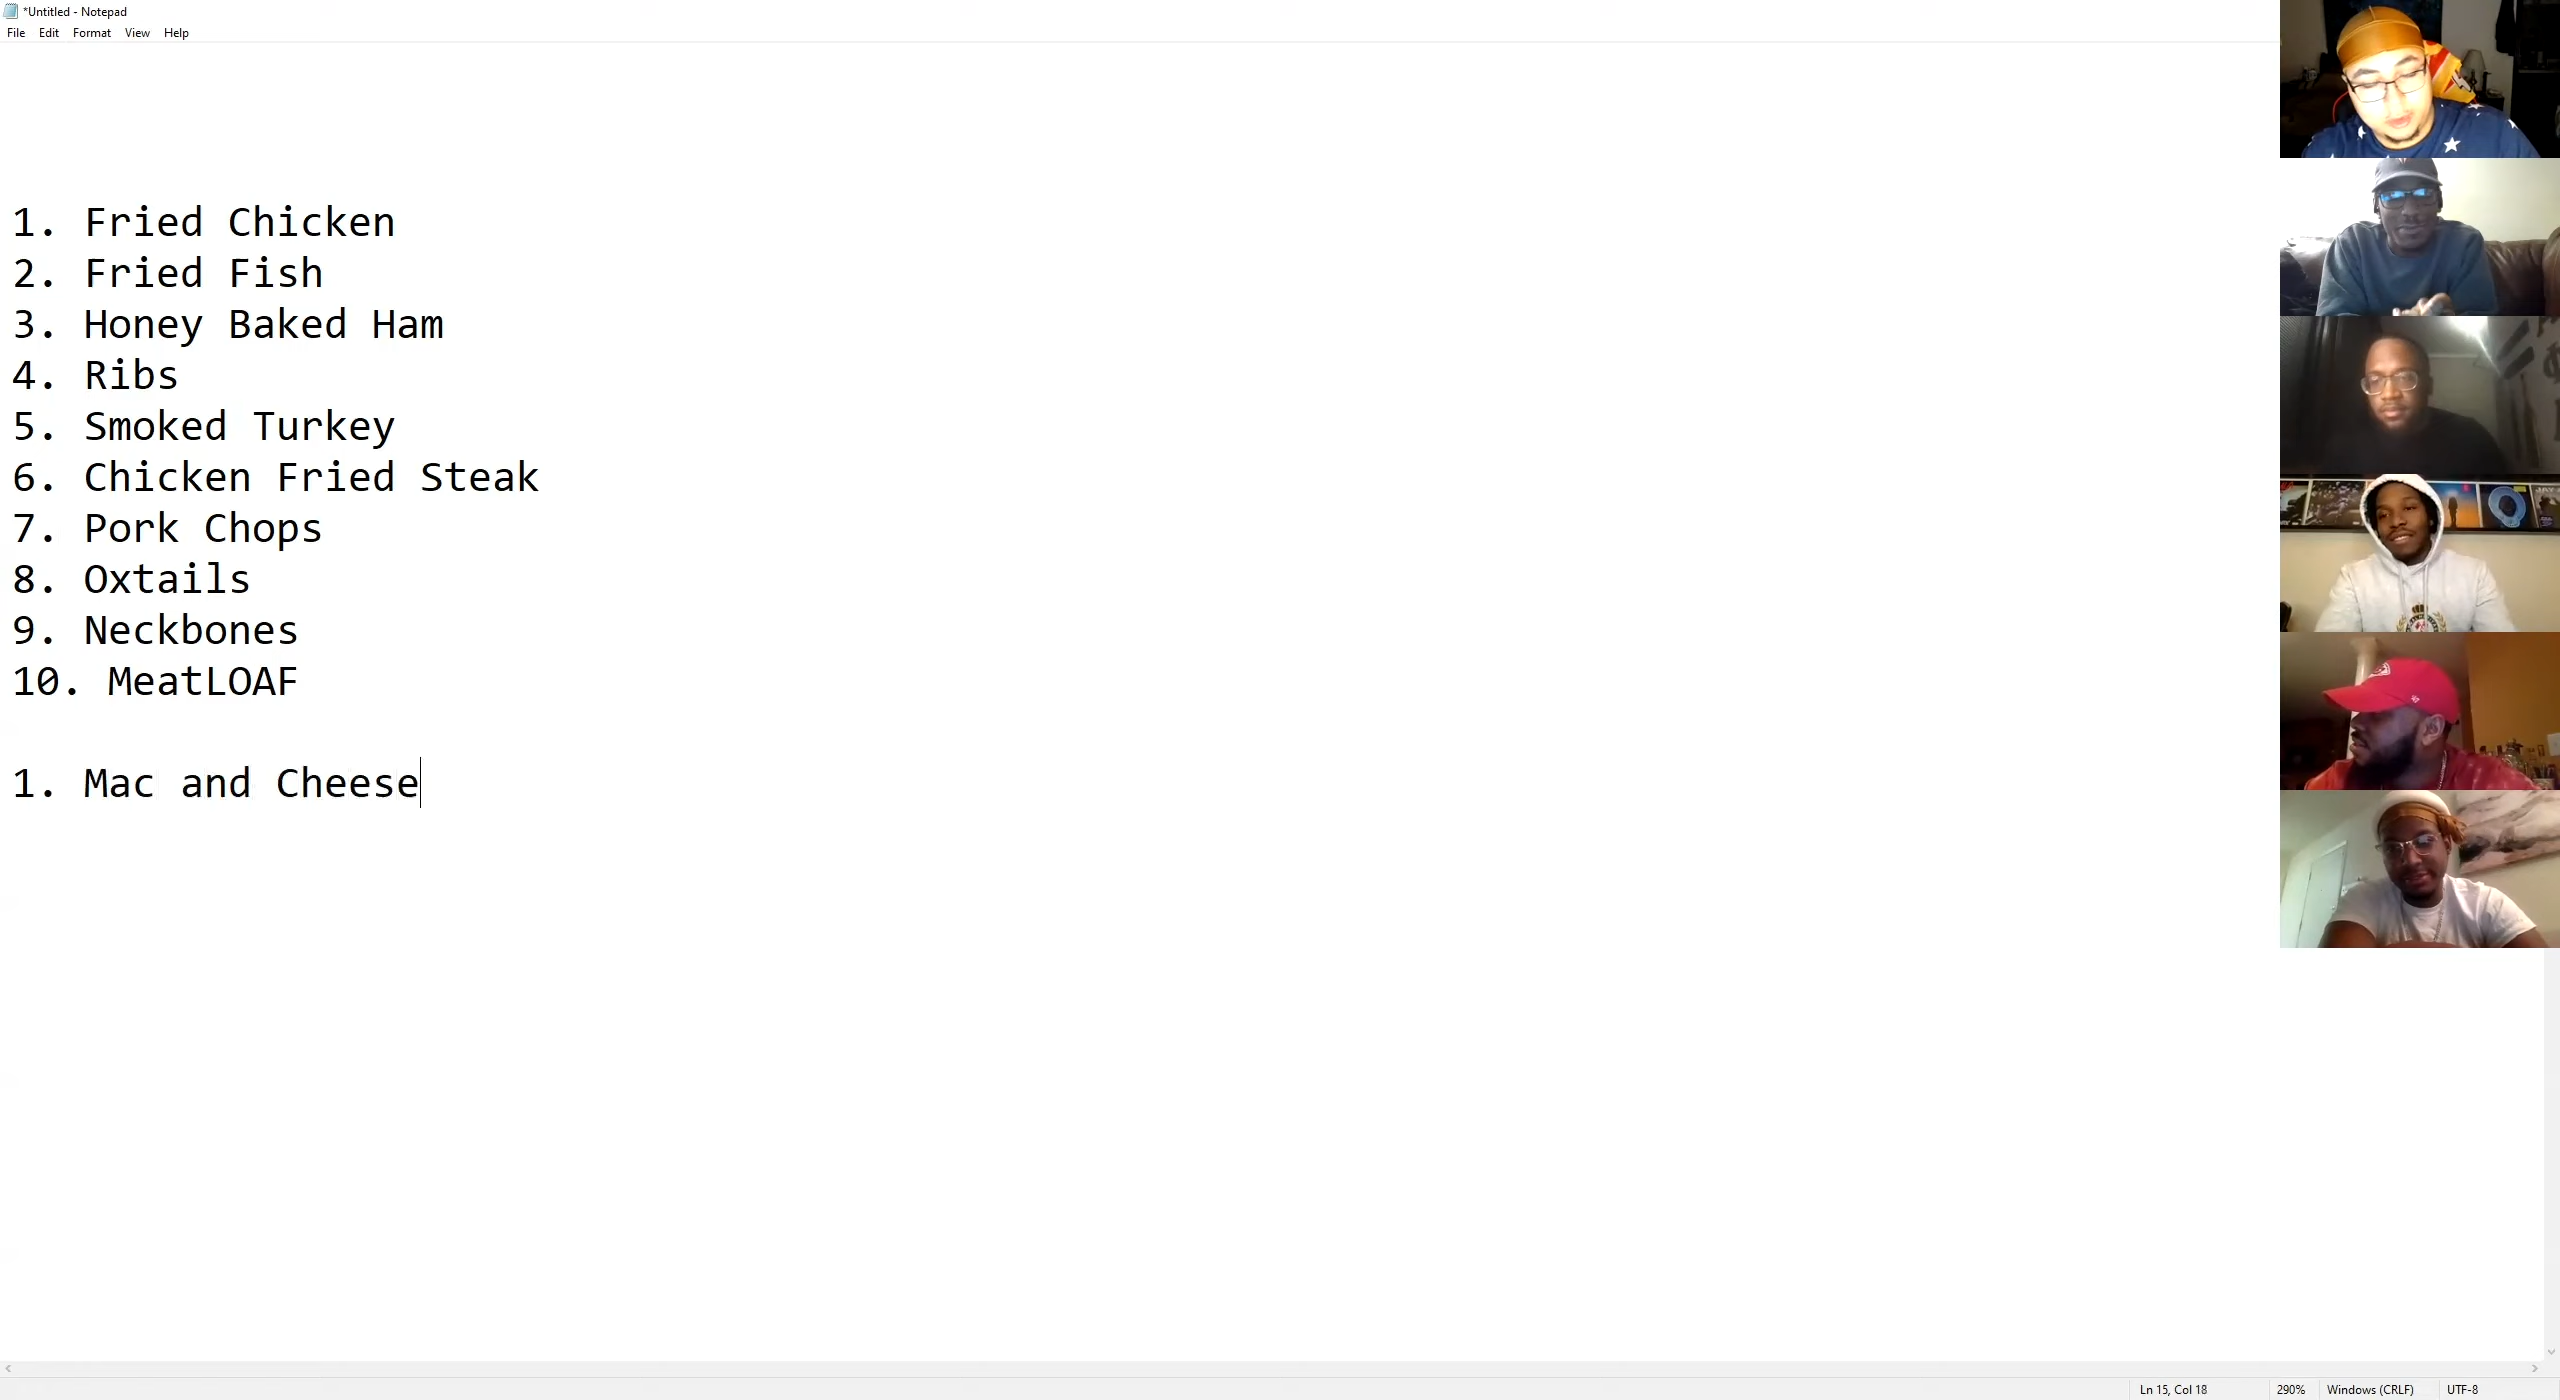 *Untitled - Notepad
File Edit Format View Help
1. Fried Chicken
2. Fried Fish
3. Honey Baked Ham
4. Ribs
5. Smoked Turkey
6. Chicken Fried Steak
7. Pork Chops
8. Oxtails
9. Neckbones
10. MeatLOAF
1. Mac and Cheese
Ln 15, Col 18 290% Windows (CRLF) UTF-8